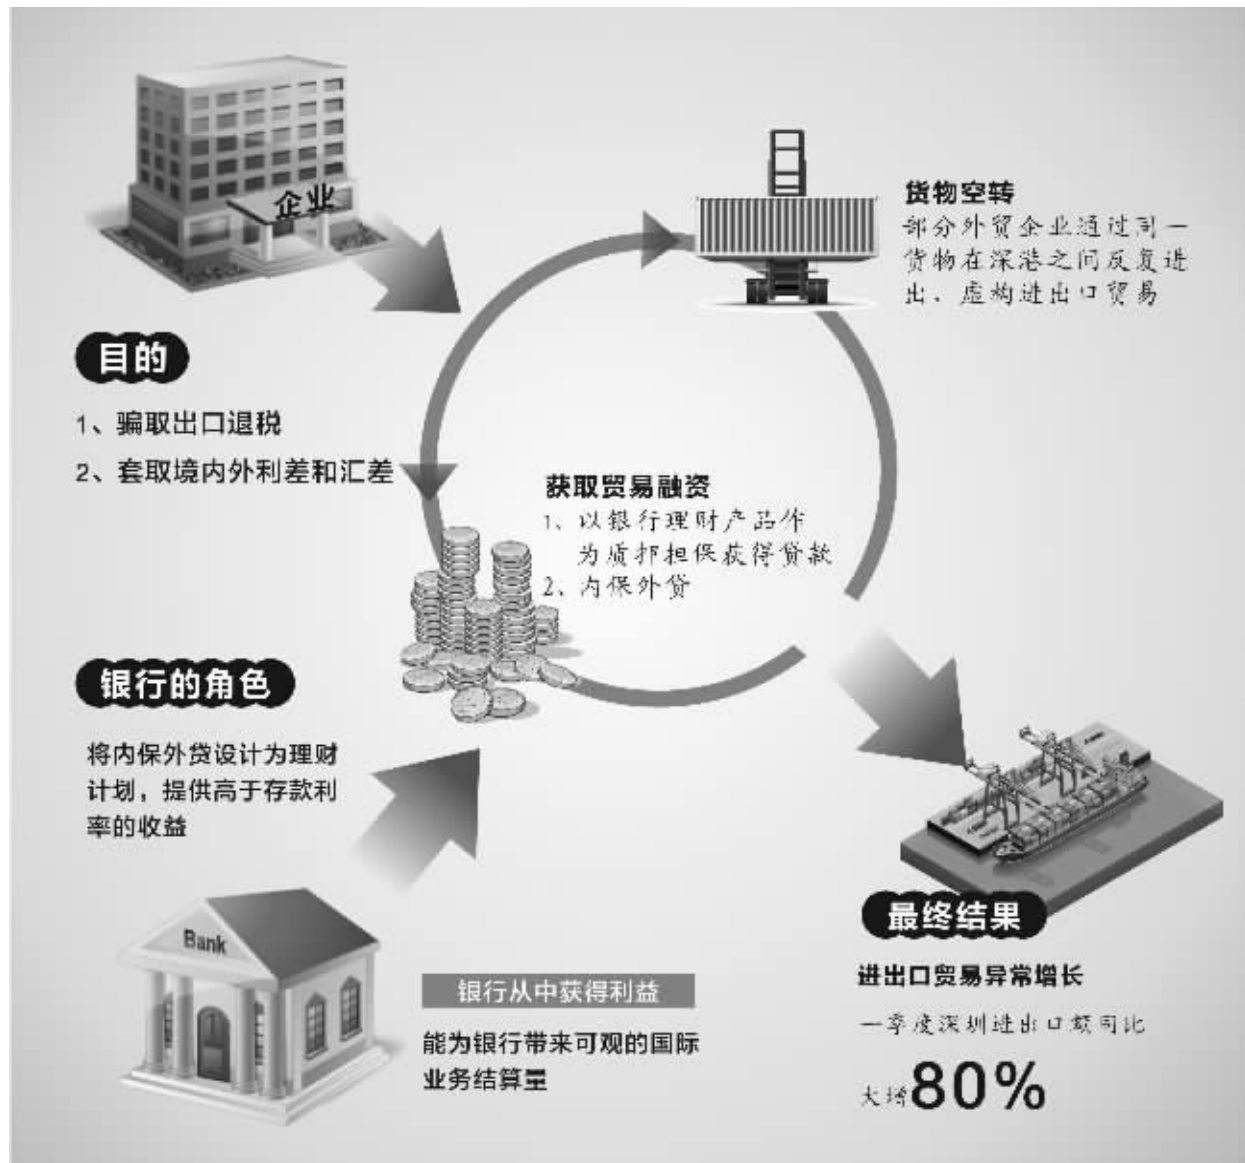 企业
货物空转
部分外贸企业通过同一
货物在深港之间反复进
出、虚构进出口贸易
目的
1、骗取出口退税
2、套取境内外利差和汇差
获取贸易融资
1、以银行理财产品作
为质押担保获得贷款
2、内保外贷
银行的角色
将内保外贷设计为理财
计划，提供高于存款利
率的收益
Bank
银行从中获得利益
能为银行带来可观的国际
业务结算量
最终结果
进出口贸易异常增长
一季度深圳进出口额同比
大增80%